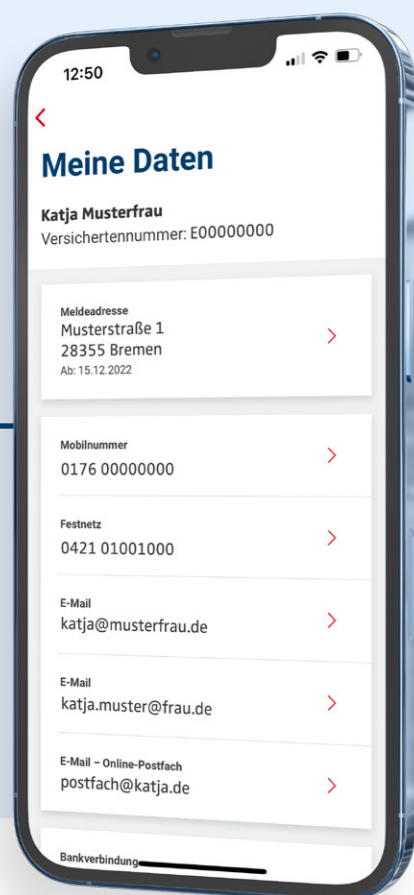 12:50
Meine Daten
Katja Musterfrau
Versichertennummer: E00000000
Meldeadresse
Musterstraße 1
28355 Bremen
Ab: 15.12.2022
Mobilnummer
0176 00000000
Festnetz
0421 01001000
E-Mail
katja@musterfrau.de
E-Mail
katja.muster@frau.de
E-Mail – Online-Postfach
postfach@katja.de
Bankverbindung